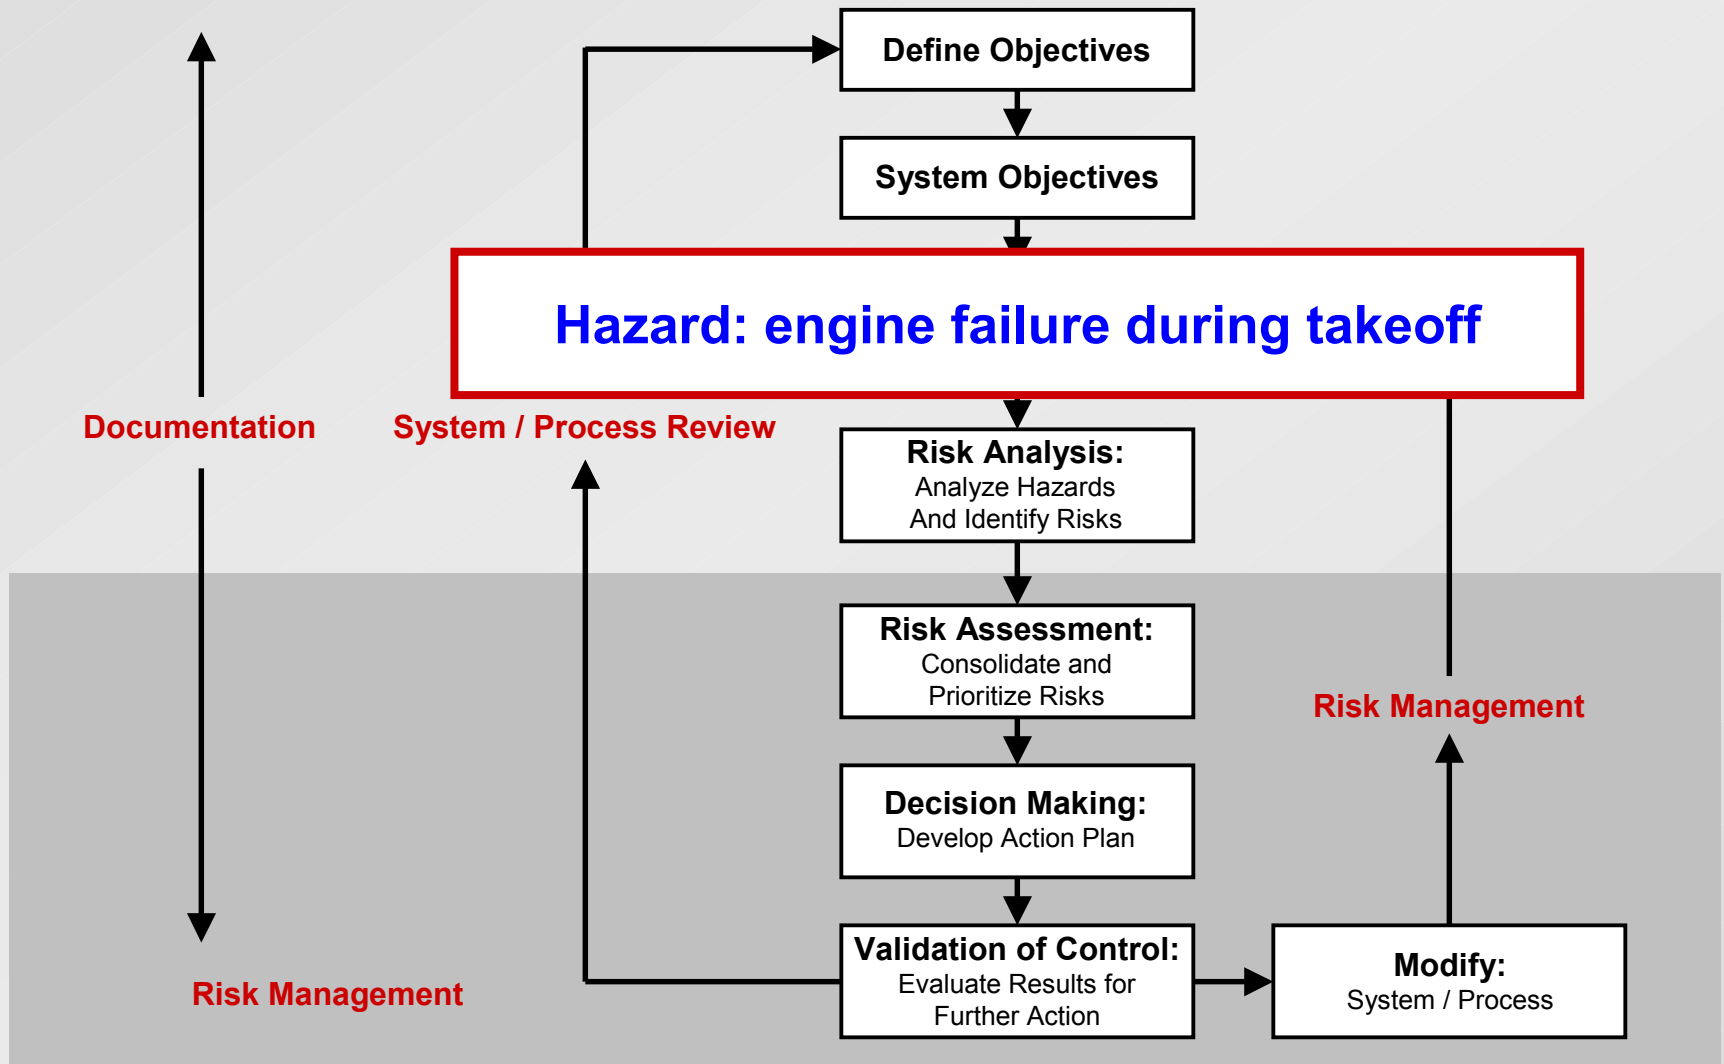 Define Objectives
System Objectives
Hazard: engine failure during takeoff
Documentation
System / Process Review
Risk Analysis:
Analyze Hazards
And Identify Risks
Risk Assessment:
Consolidate and
Prioritize Risks
Risk Management
Decision Making:
Develop Action Plan
Validation of Control:
Evaluate Results for
Further Action
Modify:
System / Process
Risk Management